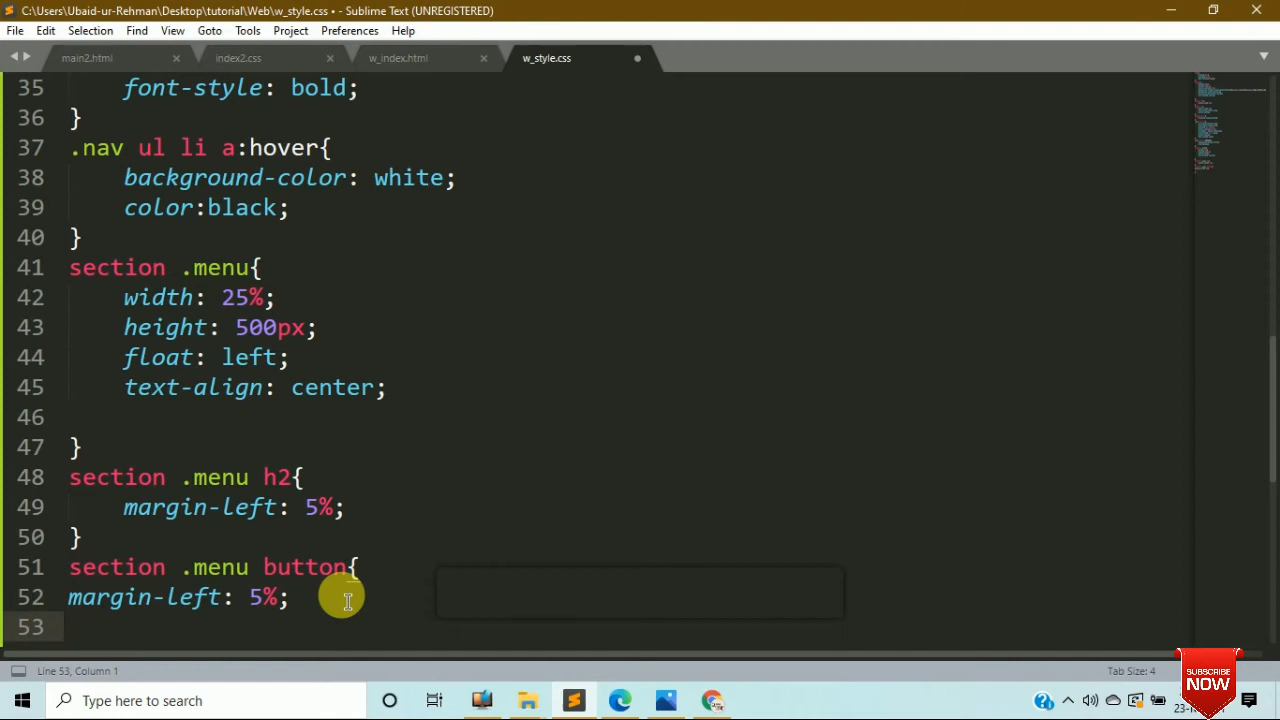 C:\Users\Ubaid-ur-Rehman\Desktop\tutorial\Web\w_style.css • - Sublime Text (UNREGISTERED)
File Edit Selection Find View Goto Tools Project Preferences Help
main2.html index2.css w_index.html w_style.css
35 font-style: bold;
36 }
37 .nav ul li a:hover{
38 background-color: white;
39 color:black;
40 }
41 section .menu{
42 width: 25%;
43 height: 500px;
44 float: left;
45 text-align: center;
46
47 }
48 section .menu h2{
49 margin-left: 5%;
50 }
51 section .menu button{
52 margin-left: 5%;
53
Line 53, Column 1 Tab Size: 4
SUBSCRIBE
NOW
Type here to search